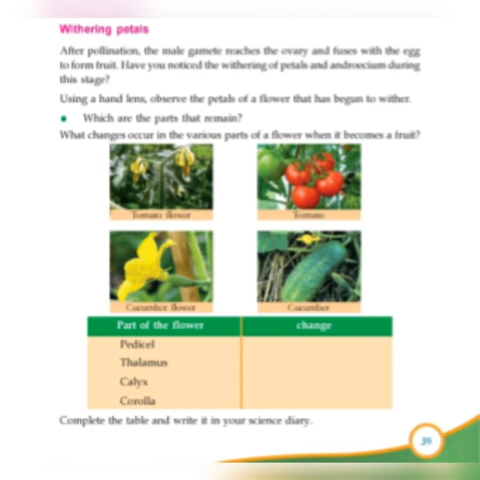 Withering petals
After pollination, the male gamete reaches the ovary and fuses with the egg
to form fruit. Have you noticed the withering of petals and androecium during
this stage?
Using a hand lens, observe the petals of a flower that has begun to wither.
● Which are the parts that remain?
What changes occur in the various parts of a flower when it becomes a fruit?
Tomato flower
Tomato
Cucumber flower
Cucumber
Part of the flower change
Pedicel
Thalamus
Calyx
Corolla
Complete the table and write it in your science diary.
39